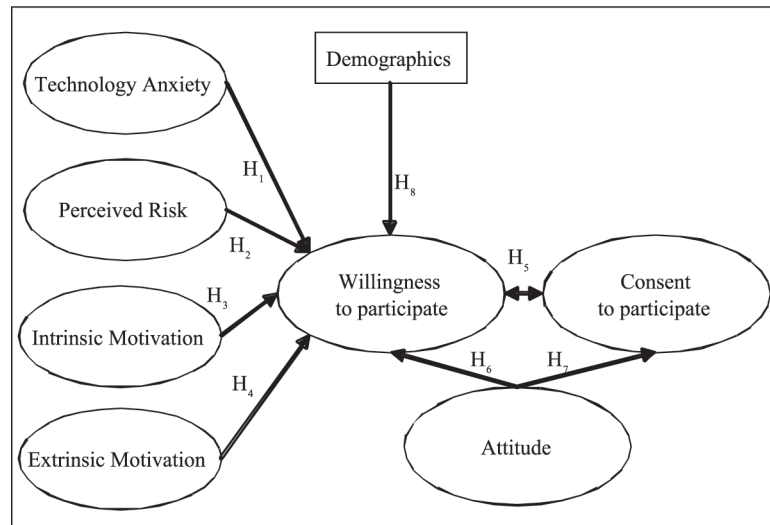 Technology Anxiety
Demographics
H₁
H₈
Perceived Risk
H₂
Willingness
to participate
H₅
Consent
to participate
H₃
Intrinsic Motivation
H₄
H₆
H₇
Extrinsic Motivation
Attitude